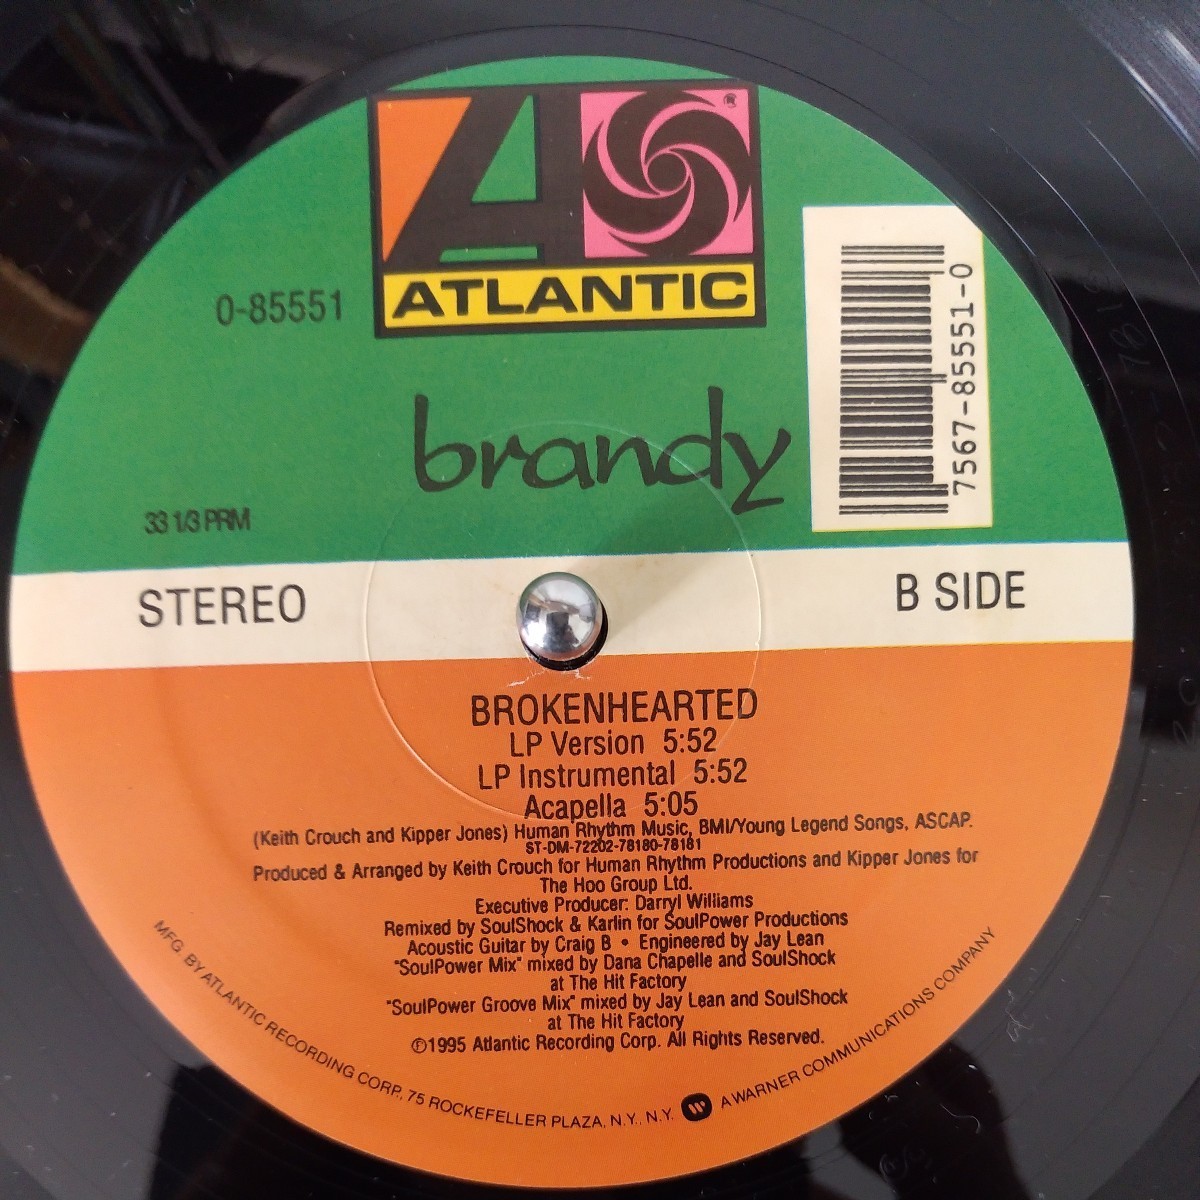 ATLANTIC
0-85551
7567-85551-0
brandy
33 1/3 PRM
STEREO
B SIDE
BROKENHEARTED
LP Version 5:52
LP Instrumental 5:52
Acapella 5:05
(Keith Crouch and Kipper Jones) Human Rhythm Music, BMI/Young Legend Songs, ASCAP.
ST-DM-72202-78180-78181
Produced & Arranged by Keith Crouch for Human Rhythm Productions and Kipper Jones for
The Hoo Group Ltd.
Executive Producer: Darryl Williams
Remixed by SoulShock & Karlin for SoulPower Productions
Acoustic Guitar by Craig B • Engineered by Jay Lean
"SoulPower Mix" mixed by Dana Chapelle and SoulShock
at The Hit Factory
"SoulPower Groove Mix" mixed by Jay Lean and SoulShock
at The Hit Factory
℗1995 Atlantic Recording Corp. All Rights Reserved.
MFG. BY ATLANTIC RECORDING CORP., 75 ROCKEFELLER PLAZA, N.Y., N.Y. A WARNER COMMUNICATIONS COMPANY